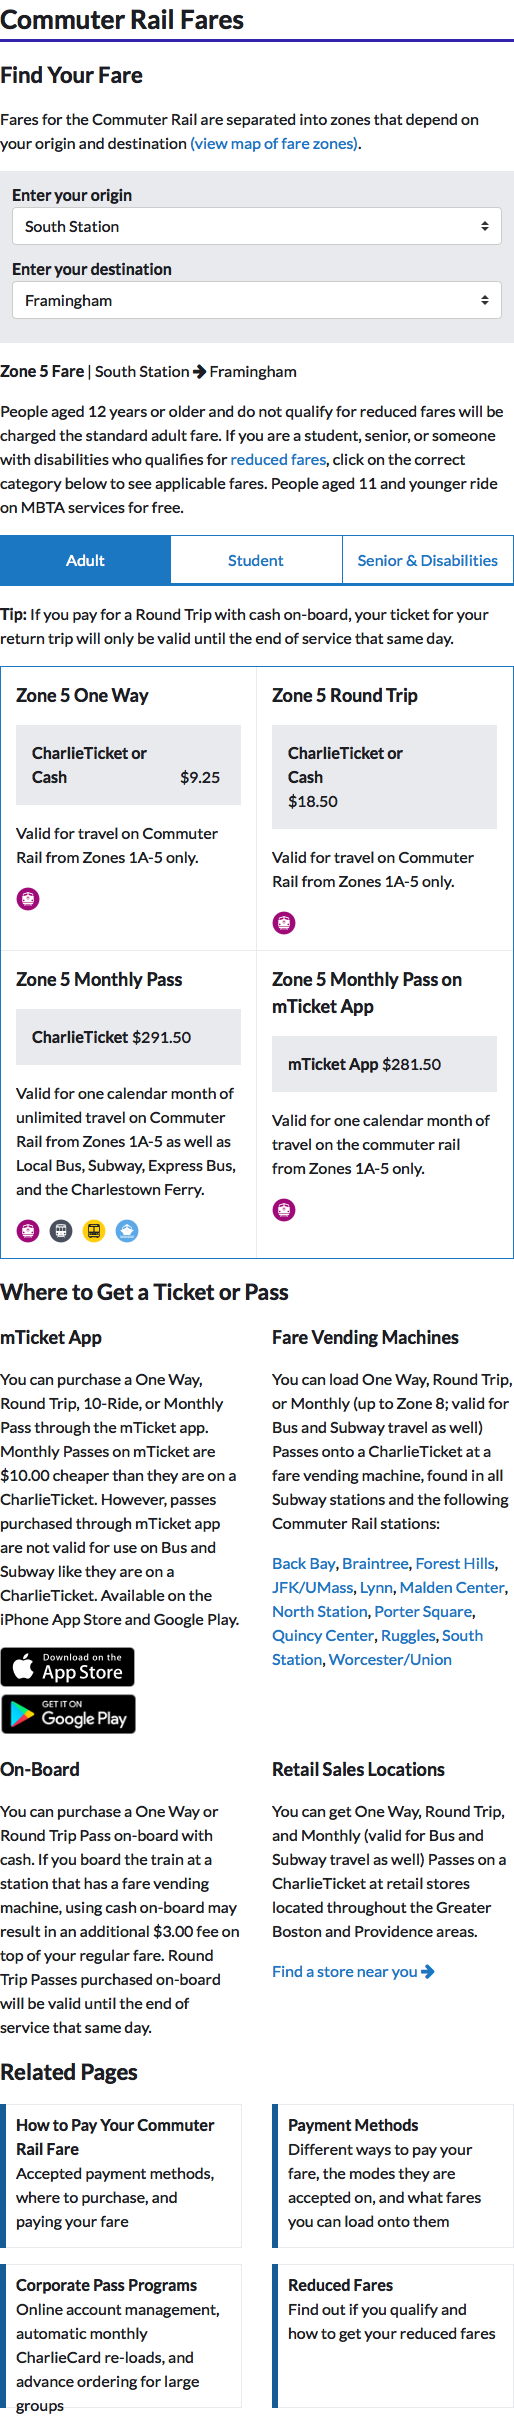 Commuter Rail Fares
Find Your Fare
Fares for the Commuter Rail are separated into zones that depend on
your origin and destination (view map of fare zones).
Enter your origin
South Station
Enter your destination
Framingham
Zone 5 Fare | South Station → Framingham
People aged 12 years or older and do not qualify for reduced fares will be
charged the standard adult fare. If you are a student, senior, or someone
with disabilities who qualifies for reduced fares, click on the correct
category below to see applicable fares. People aged 11 and younger ride
on MBTA services for free.
Adult
Student
Senior & Disabilities
Tip: If you pay for a Round Trip with cash on-board, your ticket for your
return trip will only be valid until the end of service that same day.
Zone 5 One Way
CharlieTicket or
Cash $9.25
Valid for travel on Commuter
Rail from Zones 1A-5 only.
Zone 5 Round Trip
CharlieTicket or
Cash
$18.50
Valid for travel on Commuter
Rail from Zones 1A-5 only.
Zone 5 Monthly Pass
CharlieTicket $291.50
Valid for one calendar month of
unlimited travel on Commuter
Rail from Zones 1A-5 as well as
Local Bus, Subway, Express Bus,
and the Charlestown Ferry.
Zone 5 Monthly Pass on
mTicket App
mTicket App $281.50
Valid for one calendar month of
travel on the commuter rail
from Zones 1A-5 only.
Where to Get a Ticket or Pass
mTicket App
You can purchase a One Way,
Round Trip, 10-Ride, or Monthly
Pass through the mTicket app.
Monthly Passes on mTicket are
$10.00 cheaper than they are on a
CharlieTicket. However, passes
purchased through mTicket app
are not valid for use on Bus and
Subway like they are on a
CharlieTicket. Available on the
iPhone App Store and Google Play.
Download on the
App Store
GET IT ON
Google Play
Fare Vending Machines
You can load One Way, Round Trip,
or Monthly (up to Zone 8; valid for
Bus and Subway travel as well)
Passes onto a CharlieTicket at a
fare vending machine, found in all
Subway stations and the following
Commuter Rail stations:
Back Bay, Braintree, Forest Hills,
JFK/UMass, Lynn, Malden Center,
North Station, Porter Square,
Quincy Center, Ruggles, South
Station, Worcester/Union
On-Board
You can purchase a One Way or
Round Trip Pass on-board with
cash. If you board the train at a
station that has a fare vending
machine, using cash on-board may
result in an additional $3.00 fee on
top of your regular fare. Round
Trip Passes purchased on-board
will be valid until the end of
service that same day.
Retail Sales Locations
You can get One Way, Round Trip,
and Monthly (valid for Bus and
Subway travel as well) Passes on a
CharlieTicket at retail stores
located throughout the Greater
Boston and Providence areas.
Find a store near you →
Related Pages
How to Pay Your Commuter
Rail Fare
Accepted payment methods,
where to purchase, and
paying your fare
Payment Methods
Different ways to pay your
fare, the modes they are
accepted on, and what fares
you can load onto them
Corporate Pass Programs
Online account management,
automatic monthly
CharlieCard re-loads, and
advance ordering for large
groups
Reduced Fares
Find out if you qualify and
how to get your reduced fares